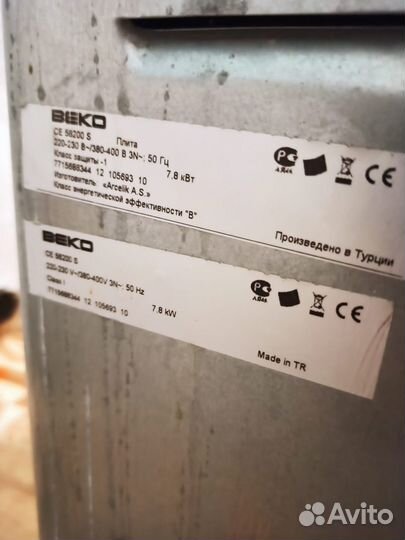 BEKO
CE 58200 S Плита
220-230 В~/380-400 В 3N~; 50 Гц
Класс защиты -1 7,8 кВт
7715686344 12 105693 10
Изготовитель «Arcelik A.S.»
Класс энергетической эффективности "B"
Произведено в Турции
BEKO
CE 58200 S
220-230 V~/380-400V 3N~; 50 Hz
Class I
7715686344 12 105693 10 7,8 kW
Made in TR
Avito